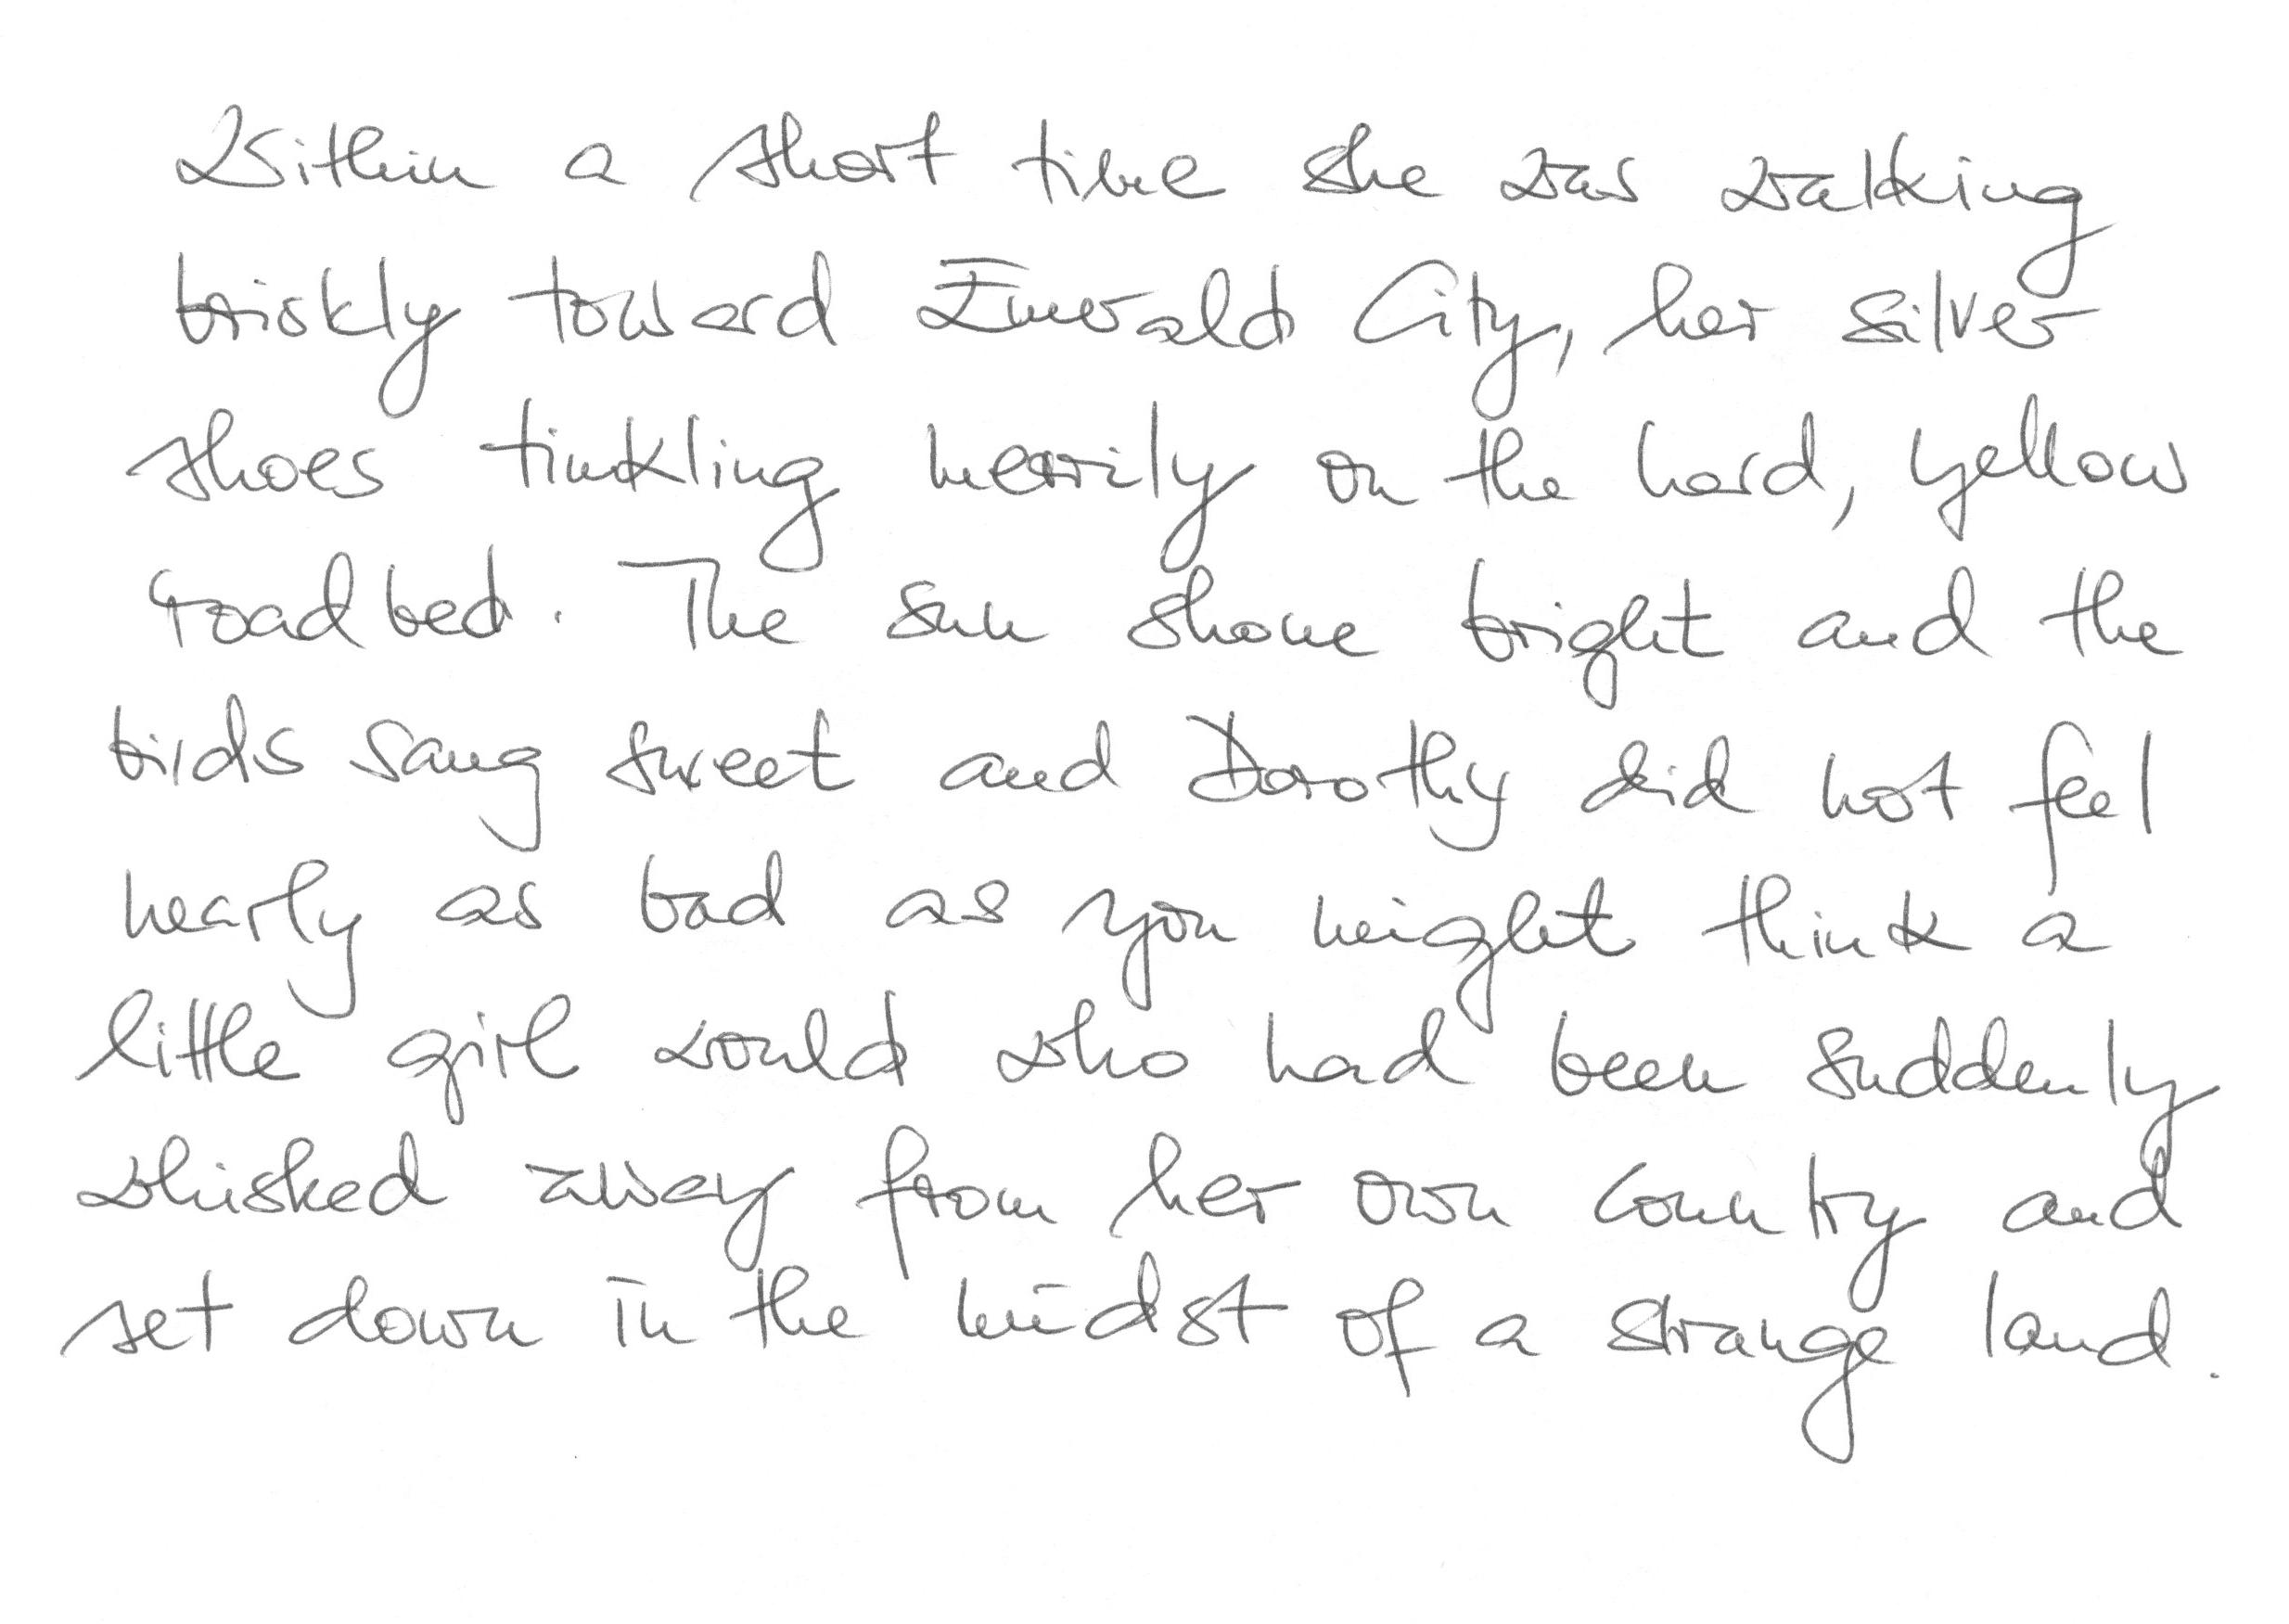 Within a short time she was walking
briskly toward Emerald City, her silver
shoes tinkling merrily on the hard, yellow
roadbed. The sun shone bright and the
birds sang sweet and Dorothy did not feel
nearly as bad as you might think a
little girl would who had been suddenly
whisked away from her own country and
set down in the midst of a strange land.